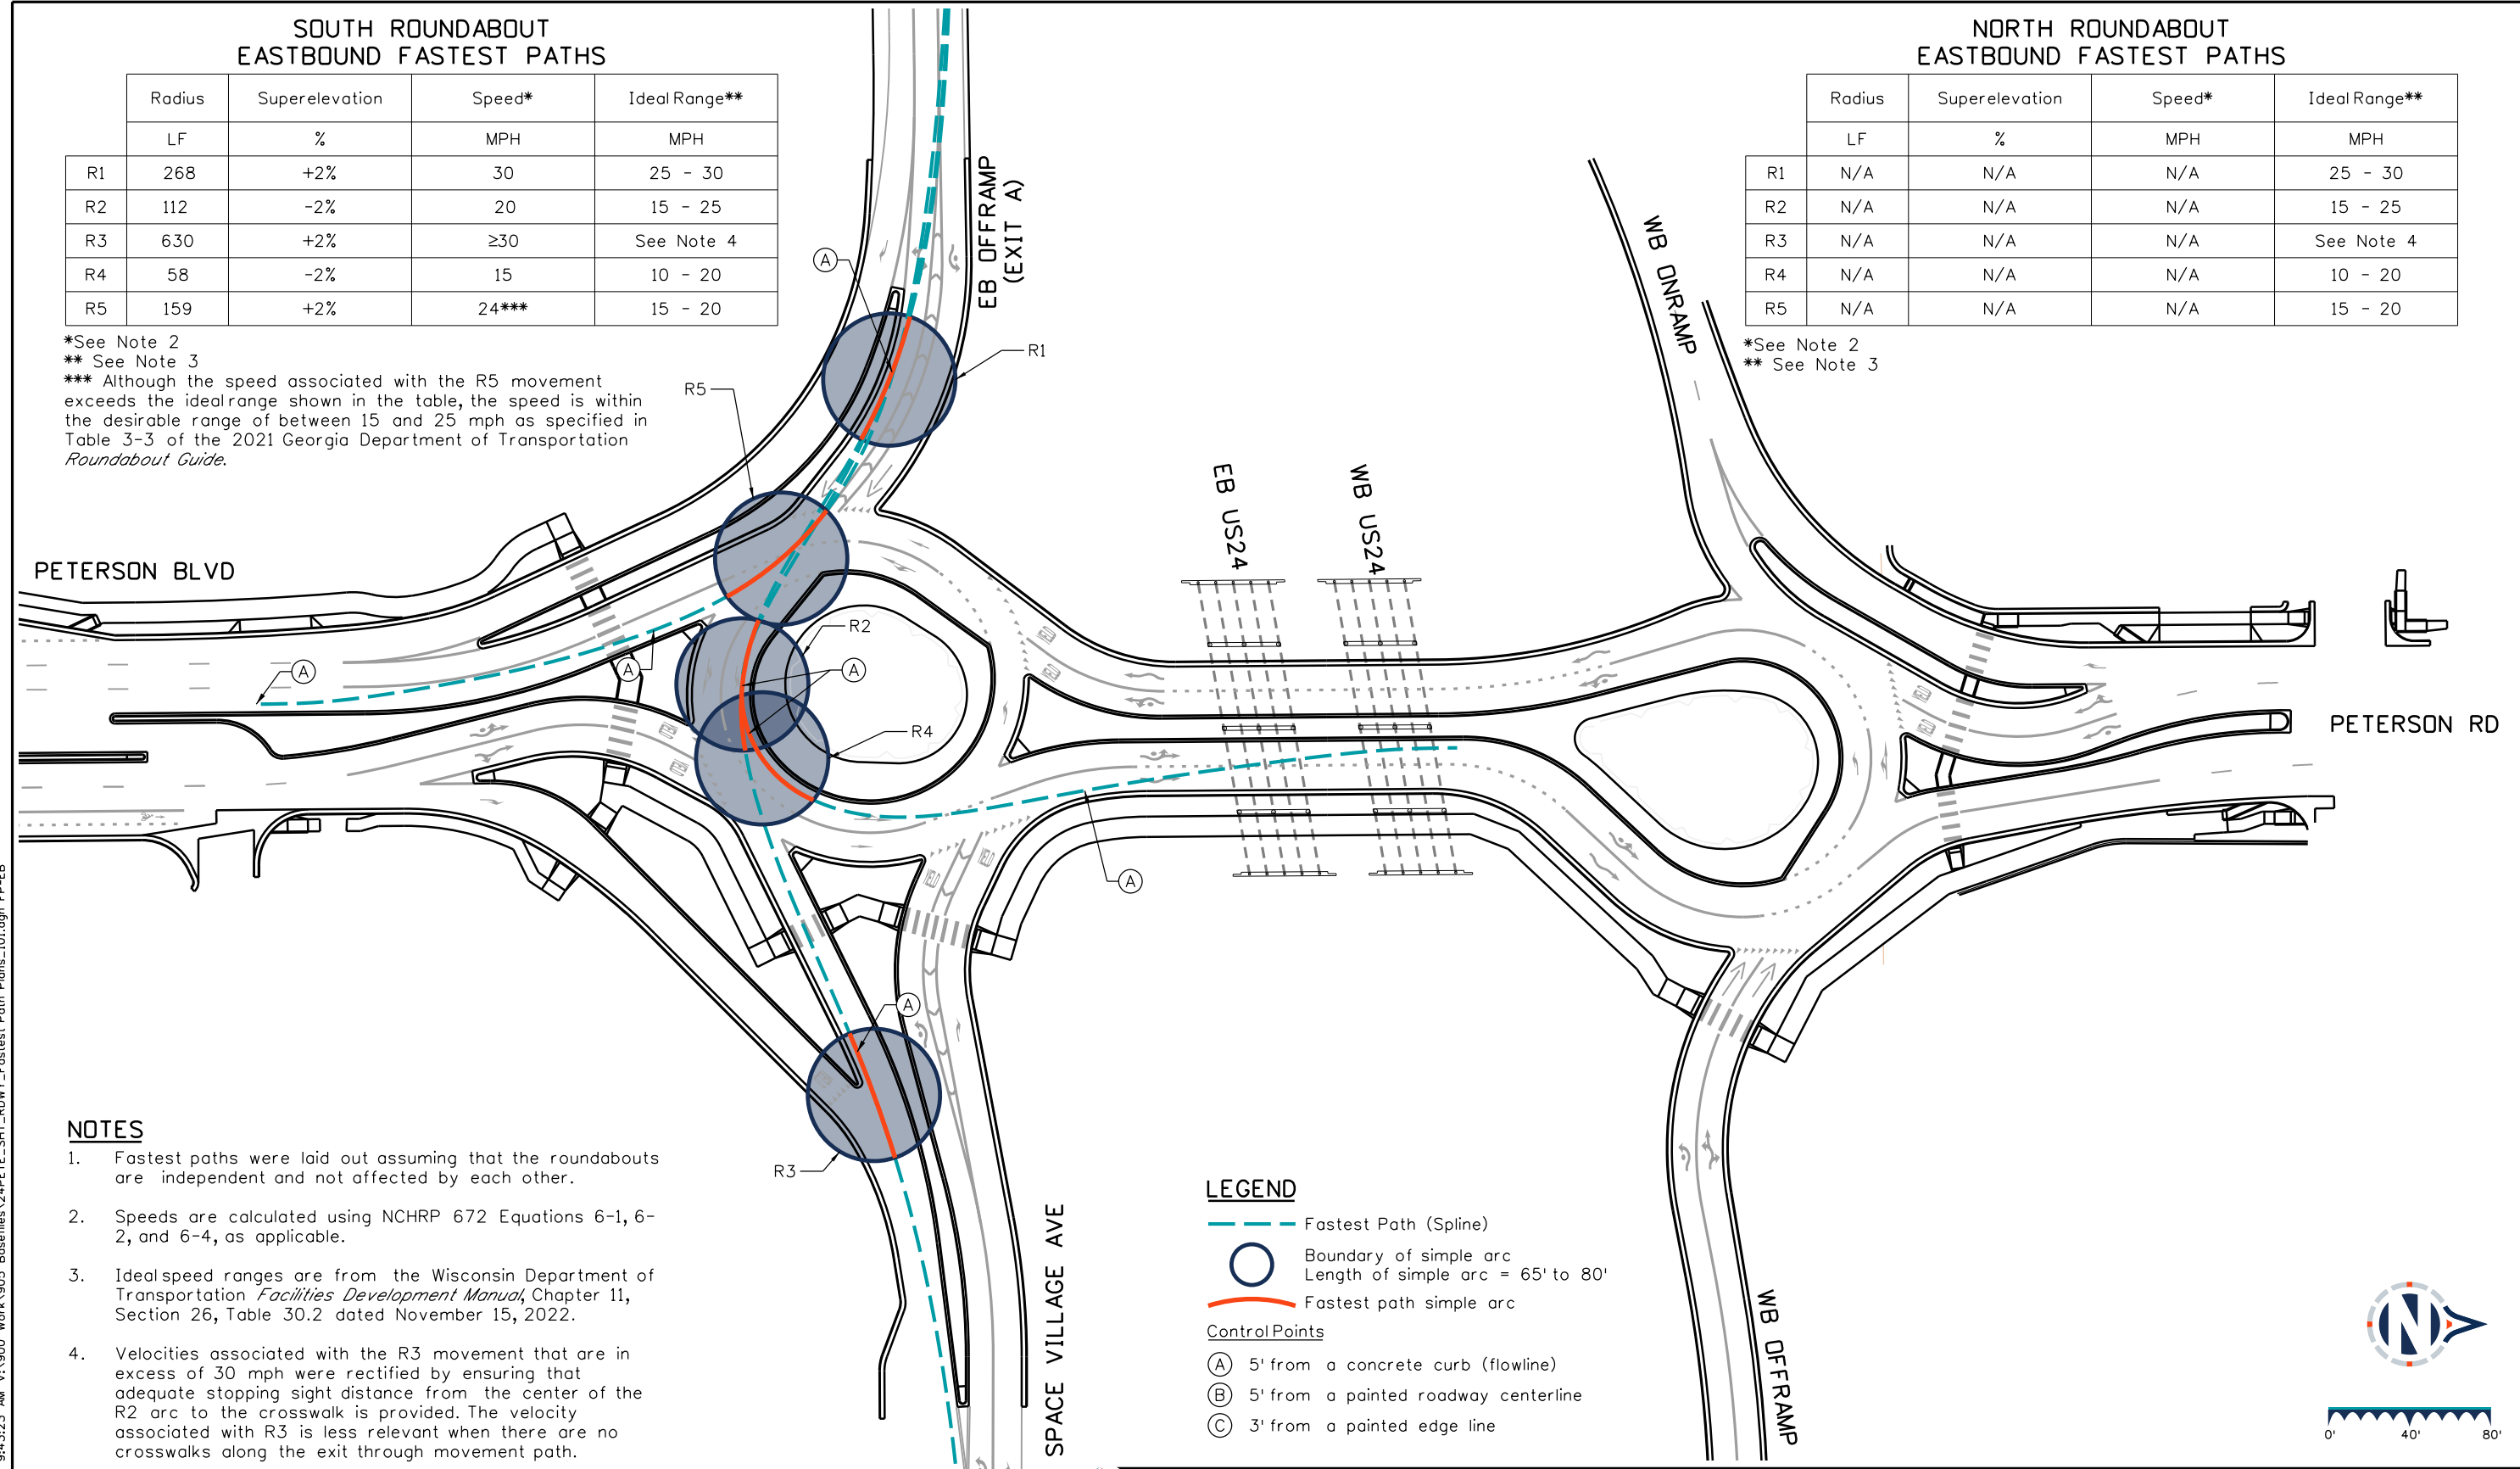 SOUTH ROUNDABOUT
EASTBOUND FASTEST PATHS
Radius Superelevation Speed* Ideal Range**
LF % MPH MPH
R1 268 +2% 30 25 - 30
R2 112 -2% 20 15 - 25
R3 630 +2% ≥30 See Note 4
R4 58 -2% 15 10 - 20
R5 159 +2% 24*** 15 - 20
*See Note 2
** See Note 3
*** Although the speed associated with the R5 movement
exceeds the ideal range shown in the table, the speed is within
the desirable range of between 15 and 25 mph as specified in
Table 3-3 of the 2021 Georgia Department of Transportation
Roundabout Guide.
NORTH ROUNDABOUT
EASTBOUND FASTEST PATHS
Radius Superelevation Speed* Ideal Range**
LF % MPH MPH
R1 N/A N/A N/A 25 - 30
R2 N/A N/A N/A 15 - 25
R3 N/A N/A N/A See Note 4
R4 N/A N/A N/A 10 - 20
R5 N/A N/A N/A 15 - 20
*See Note 2
** See Note 3
EB OFFRAMP
(EXIT A)
WB ONRAMP
A
R1
R5
EB US24
WB US24
PETERSON BLVD
R2
A
A
A
R4
PETERSON RD
A
A
R3
SPACE VILLAGE AVE
WB OFFRAMP
NOTES
1. Fastest paths were laid out assuming that the roundabouts
are independent and not affected by each other.
2. Speeds are calculated using NCHRP 672 Equations 6-1, 6-
2, and 6-4, as applicable.
3. Ideal speed ranges are from the Wisconsin Department of
Transportation Facilities Development Manual, Chapter 11,
Section 26, Table 30.2 dated November 15, 2022.
4. Velocities associated with the R3 movement that are in
excess of 30 mph were rectified by ensuring that
adequate stopping sight distance from the center of the
R2 arc to the crosswalk is provided. The velocity
associated with R3 is less relevant when there are no
crosswalks along the exit through movement path.
LEGEND
Fastest Path (Spline)
Boundary of simple arc
Length of simple arc = 65' to 80'
Fastest path simple arc
Control Points
A 5' from a concrete curb (flowline)
B 5' from a painted roadway centerline
C 3' from a painted edge line
N
0' 40' 80'